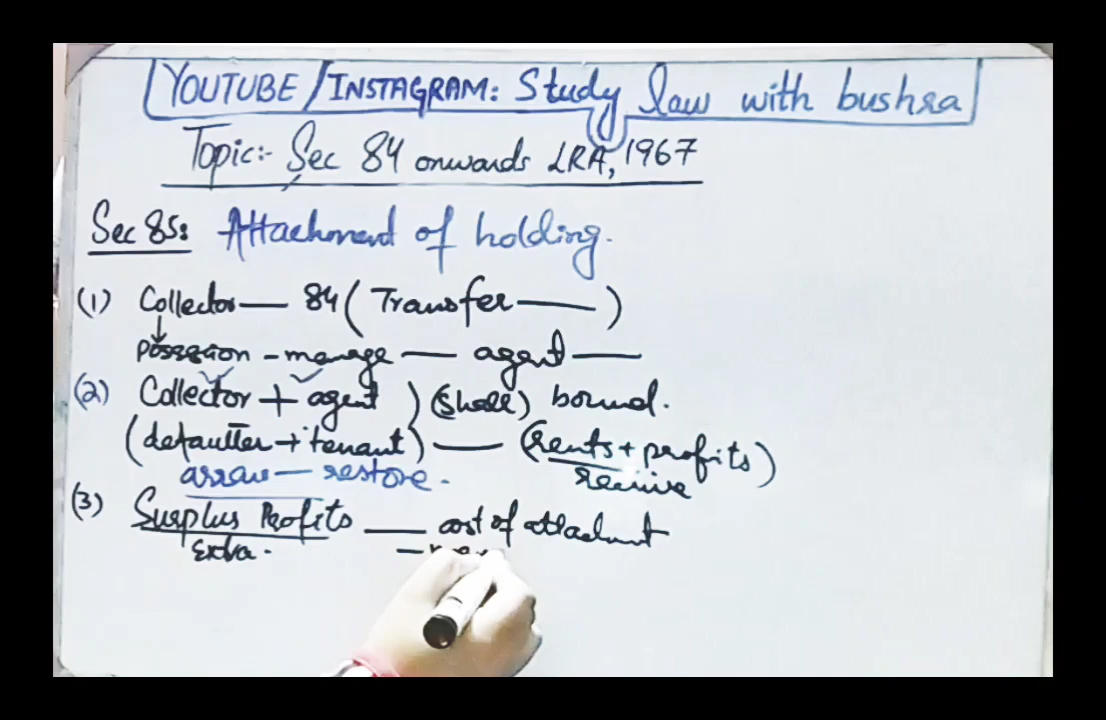 YOUTUBE/INSTAGRAM: Study law with bushra
Topic:- Sec 84 onwards LRA, 1967
Sec 85: Attachment of holding.
(1) Collector — 84 (Transfer — )
possession - manage — agent —
(2) Collector + agent ) (shall) bound.
(defaulter + tenant) — (rents + profits)
arrear — restore. receive
(3) Surplus Profits — cost of attachment
Extra. —